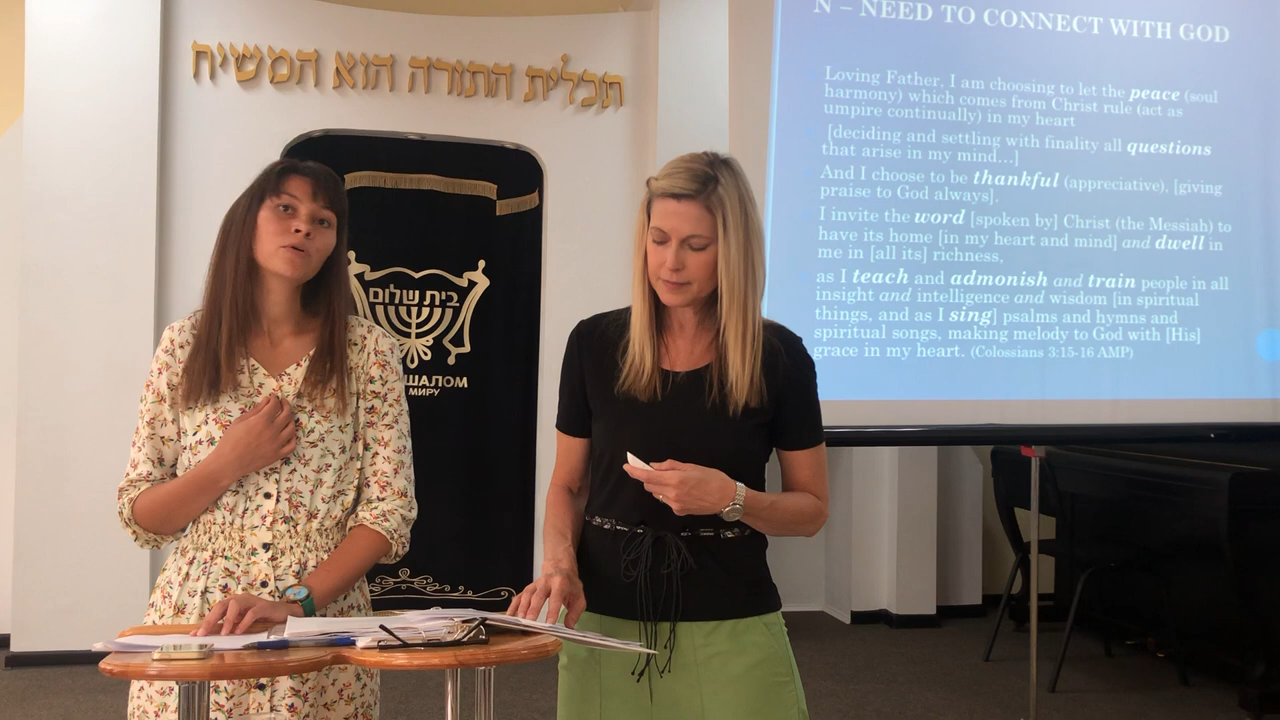 תכלית התורה הוא המשיח
בית שלום
ШАЛОМ
МИРУ
N – NEED TO CONNECT WITH GOD
Loving Father, I am choosing to let the peace (soul
harmony) which comes from Christ rule (act as
umpire continually) in my heart
[deciding and settling with finality all questions
that arise in my mind…]
And I choose to be thankful (appreciative), [giving
praise to God always].
I invite the word [spoken by] Christ (the Messiah) to
have its home [in my heart and mind] and dwell in
me in [all its] richness,
as I teach and admonish and train people in all
insight and intelligence and wisdom [in spiritual
things, and as I sing] psalms and hymns and
spiritual songs, making melody to God with [His]
grace in my heart. (Colossians 3:15-16 AMP)